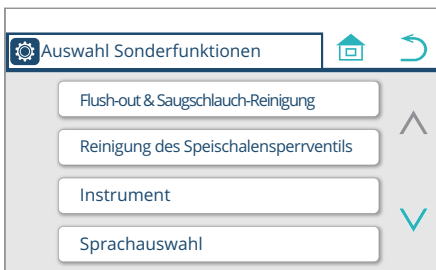 Auswahl Sonderfunktionen
Flush-out & Saugschlauch-Reinigung
Reinigung des Speischalensperrventils
Instrument
Sprachauswahl